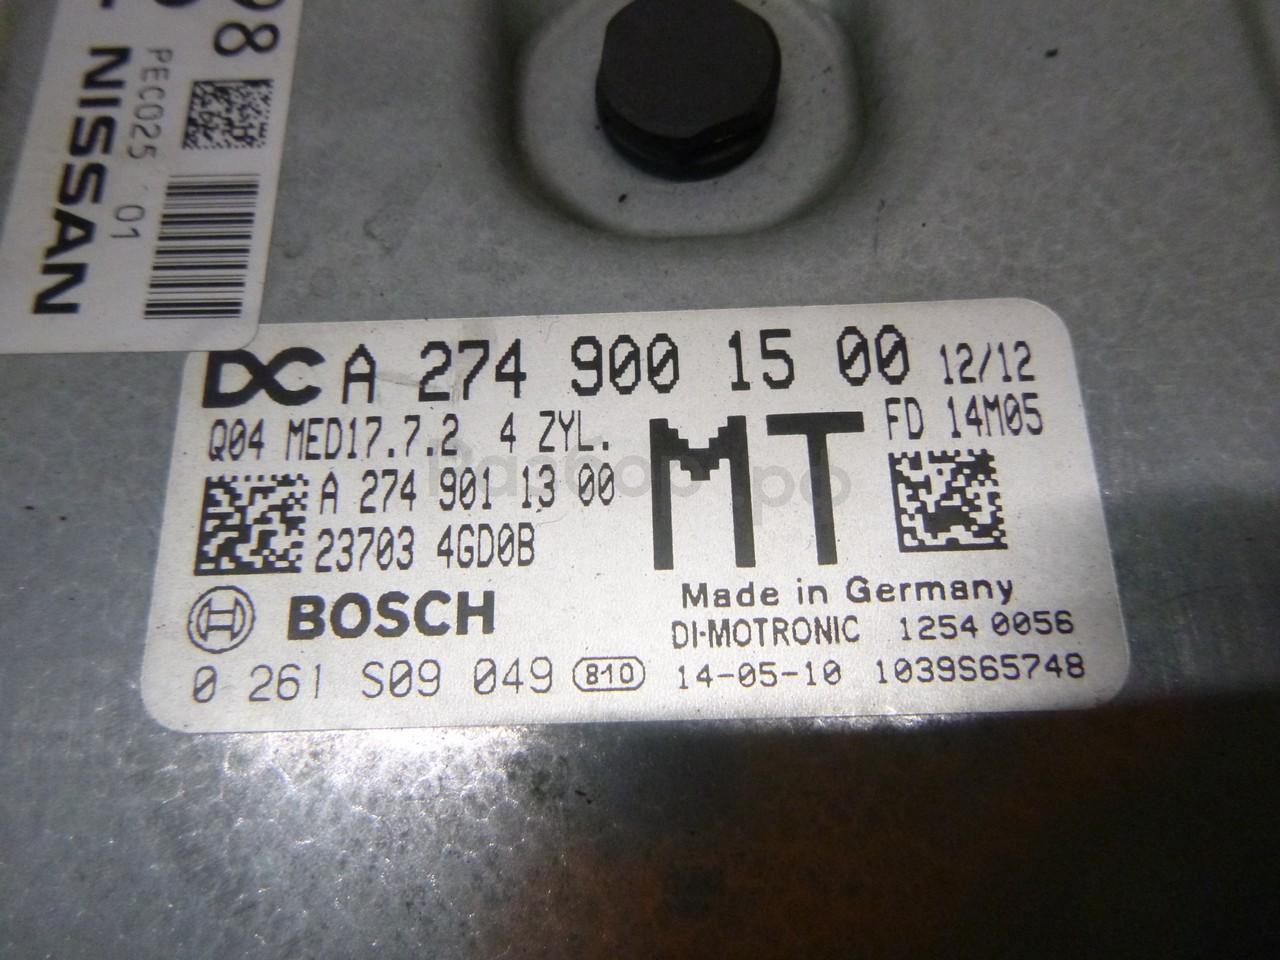 98
PEC025 01
NISSAN
DC A 274 900 15 00 12/12
Q04 MED17.7.2 4 ZYL. MT FD 14M05
A 274 901 13 00
23703 4GD0B
BOSCH
Made in Germany
DI-MOTRONIC 1254 0056
0 261 S09 049 810 14-05-10 1039S65748